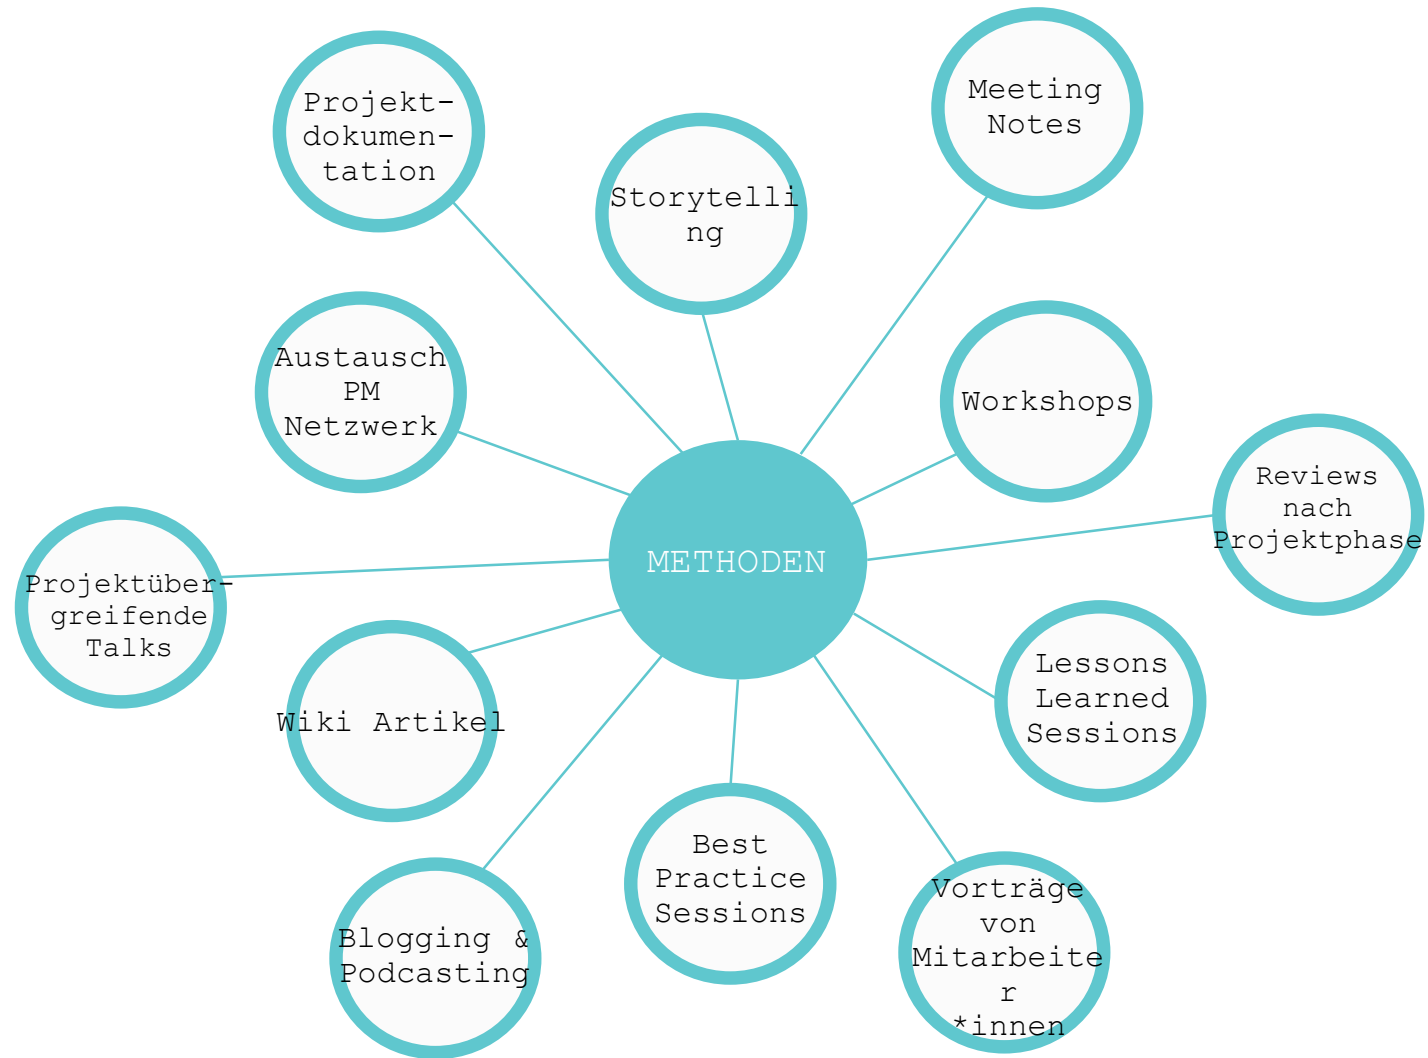 Projekt-
dokumen-
tation
Storytelli
ng
Meeting
Notes
Austausch
PM
Netzwerk
Workshops
Reviews
nach
Projektphase
METHODEN
Projektüber-
greifende
Talks
Wiki Artikel
Lessons
Learned
Sessions
Blogging &
Podcasting
Best
Practice
Sessions
Vorträge
von
Mitarbeite
r
*innen